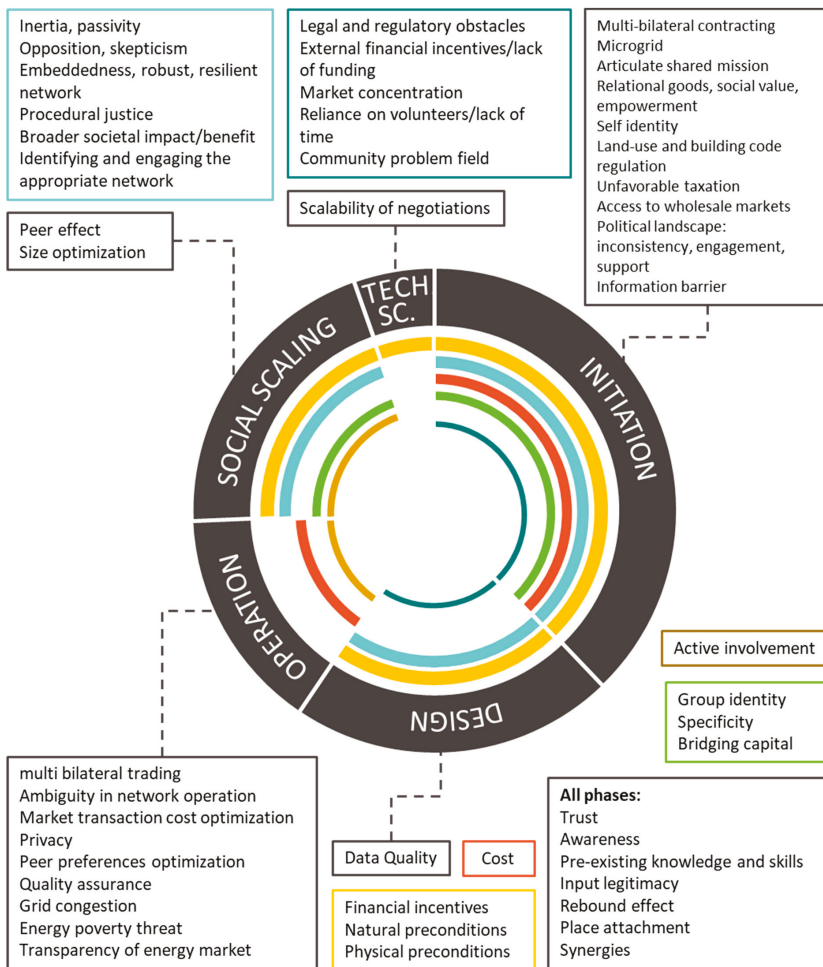 Inertia, passivity
Opposition, skepticism
Embeddedness, robust, resilient
network
Procedural justice
Broader societal impact/benefit
Identifying and engaging the
appropriate network
Legal and regulatory obstacles
External financial incentives/lack
of funding
Market concentration
Reliance on volunteers/lack of
time
Community problem field
Multi-bilateral contracting
Microgrid
Articulate shared mission
Relational goods, social value,
empowerment
Self identity
Land-use and building code
regulation
Unfavorable taxation
Access to wholesale markets
Political landscape:
inconsistency, engagement,
support
Information barrier
Peer effect
Size optimization
Scalability of negotiations
TECH
SC.
SOCIAL SCALING
INITIATION
OPERATION
DESIGN
Active involvement
Group identity
Specificity
Bridging capital
multi bilateral trading
Ambiguity in network operation
Market transaction cost optimization
Privacy
Peer preferences optimization
Quality assurance
Grid congestion
Energy poverty threat
Transparency of energy market
Data Quality
Cost
Financial incentives
Natural preconditions
Physical preconditions
All phases:
Trust
Awareness
Pre-existing knowledge and skills
Input legitimacy
Rebound effect
Place attachment
Synergies